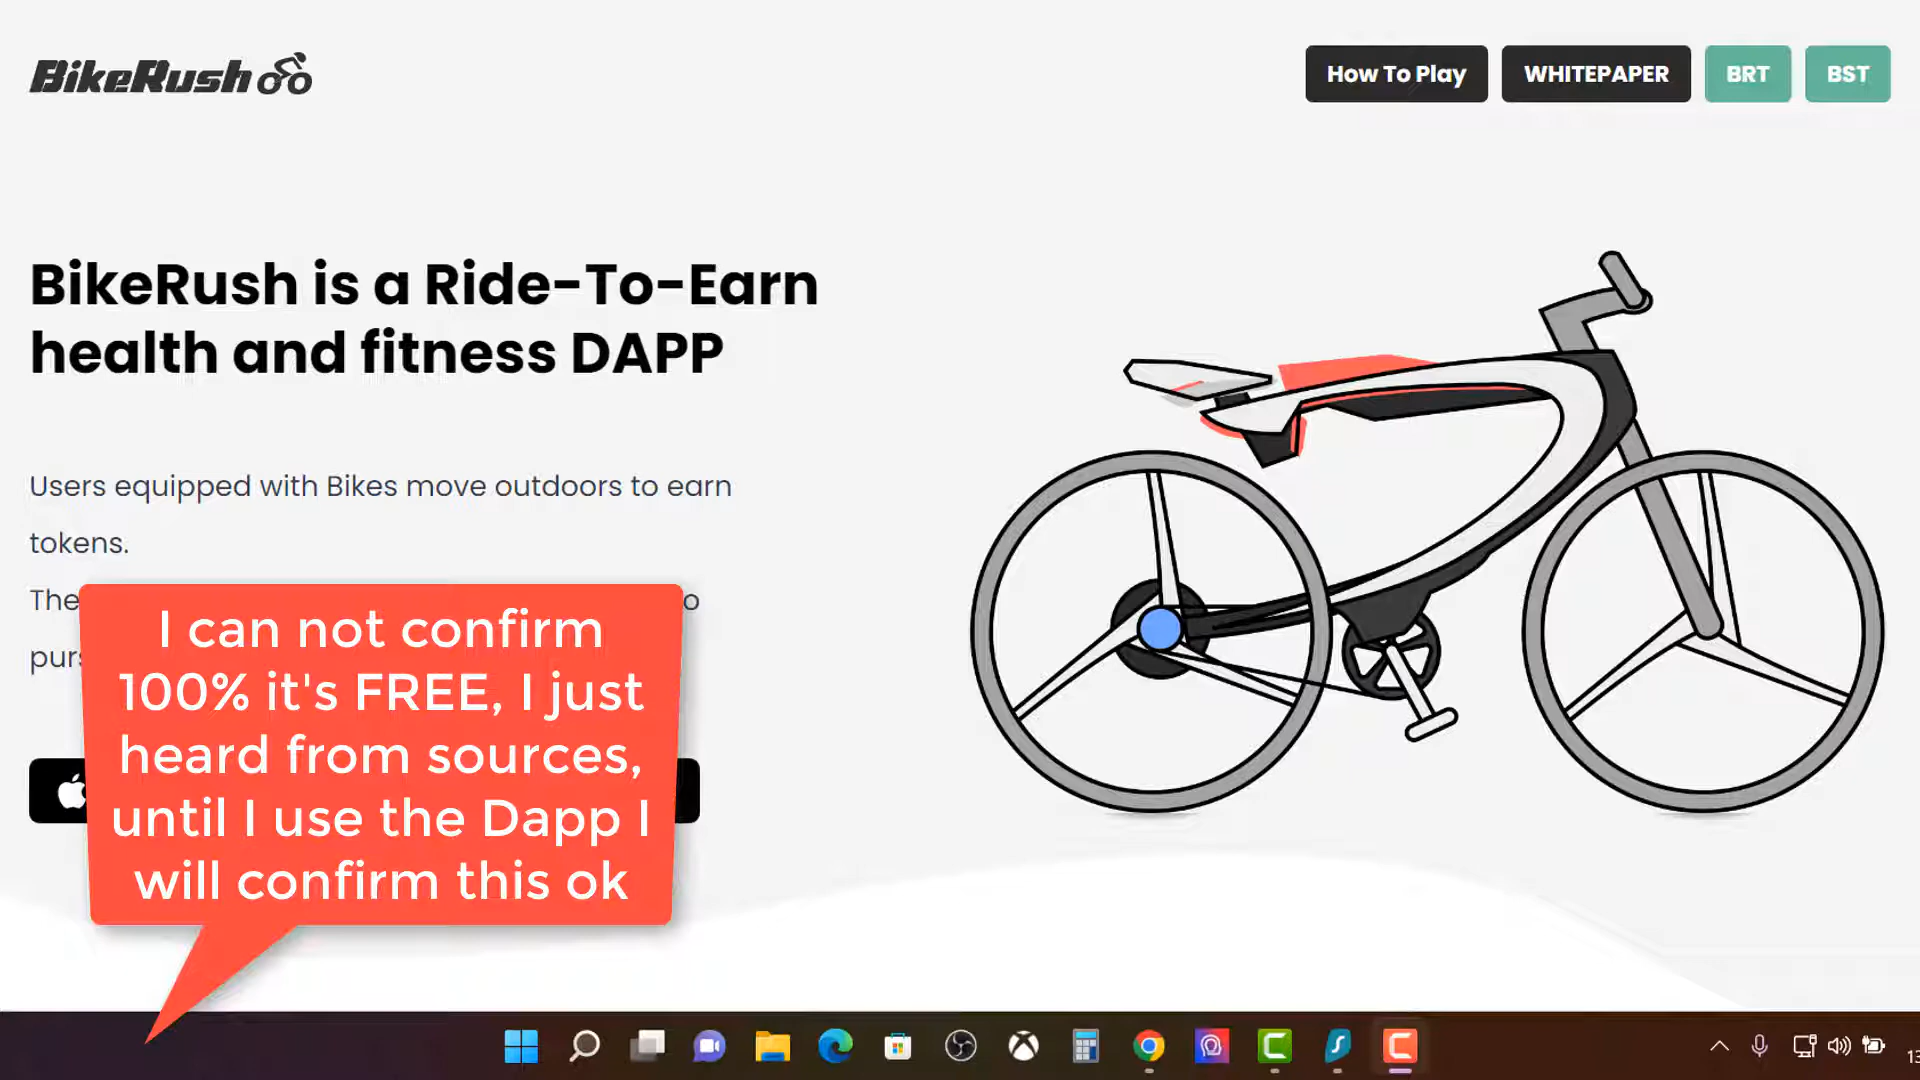 BikeRush
How To Play
WHITEPAPER
BRT
BST
BikeRush is a Ride-To-Earn
health and fitness DAPP
Users equipped with Bikes move outdoors to earn
tokens.
The
I can not confirm
100% it's FREE, I just
heard from sources,
until I use the Dapp I
will confirm this ok
13